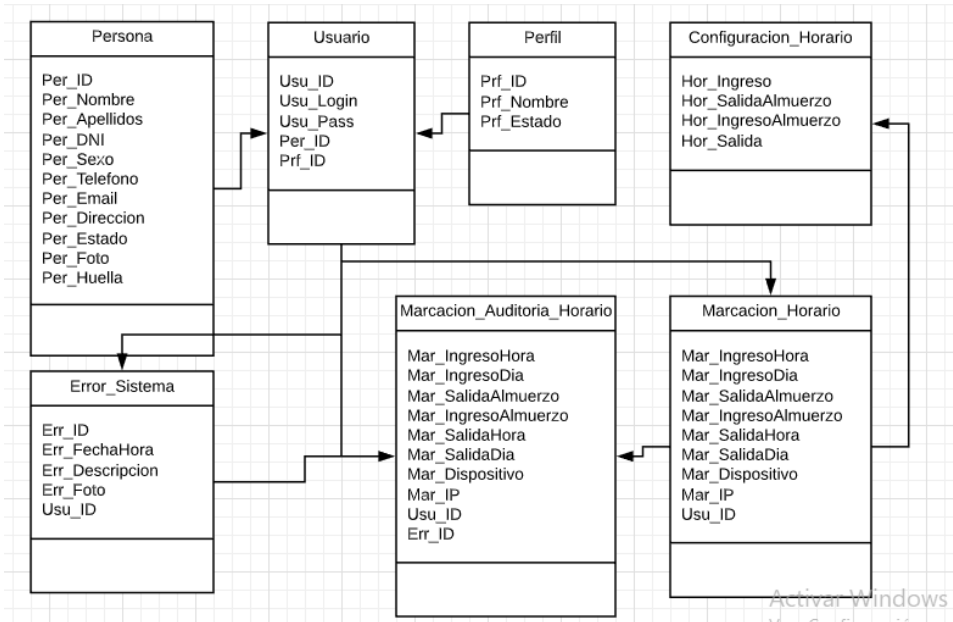 Persona
Per_ID
Per_Nombre
Per_Apellidos
Per_DNI
Per_Sexo
Per_Telefono
Per_Email
Per_Direccion
Per_Estado
Per_Foto
Per_Huella
Usuario
Usu_ID
Usu_Login
Usu_Pass
Per_ID
Prf_ID
Perfil
Prf_ID
Prf_Nombre
Prf_Estado
Configuracion_Horario
Hor_Ingreso
Hor_SalidaAlmuerzo
Hor_IngresoAlmuerzo
Hor_Salida
Error_Sistema
Err_ID
Err_FechaHora
Err_Descripcion
Err_Foto
Usu_ID
Marcacion_Auditoria_Horario
Mar_IngresoHora
Mar_IngresoDia
Mar_SalidaAlmuerzo
Mar_IngresoAlmuerzo
Mar_SalidaHora
Mar_SalidaDia
Mar_Dispositivo
Mar_IP
Usu_ID
Err_ID
Marcacion_Horario
Mar_IngresoHora
Mar_IngresoDia
Mar_SalidaAlmuerzo
Mar_IngresoAlmuerzo
Mar_SalidaHora
Mar_SalidaDia
Mar_Dispositivo
Mar_IP
Usu_ID
Activar Windows